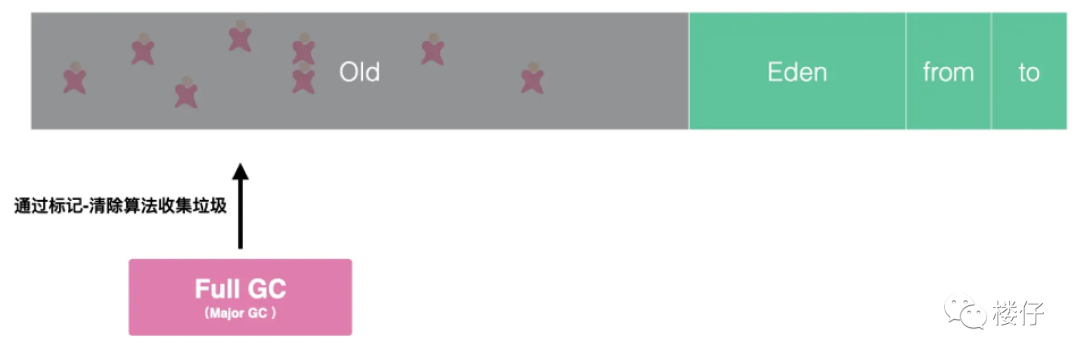 Old
Eden
from
to
通过标记-清除算法收集垃圾
Full GC
（Major GC ）
楼仔